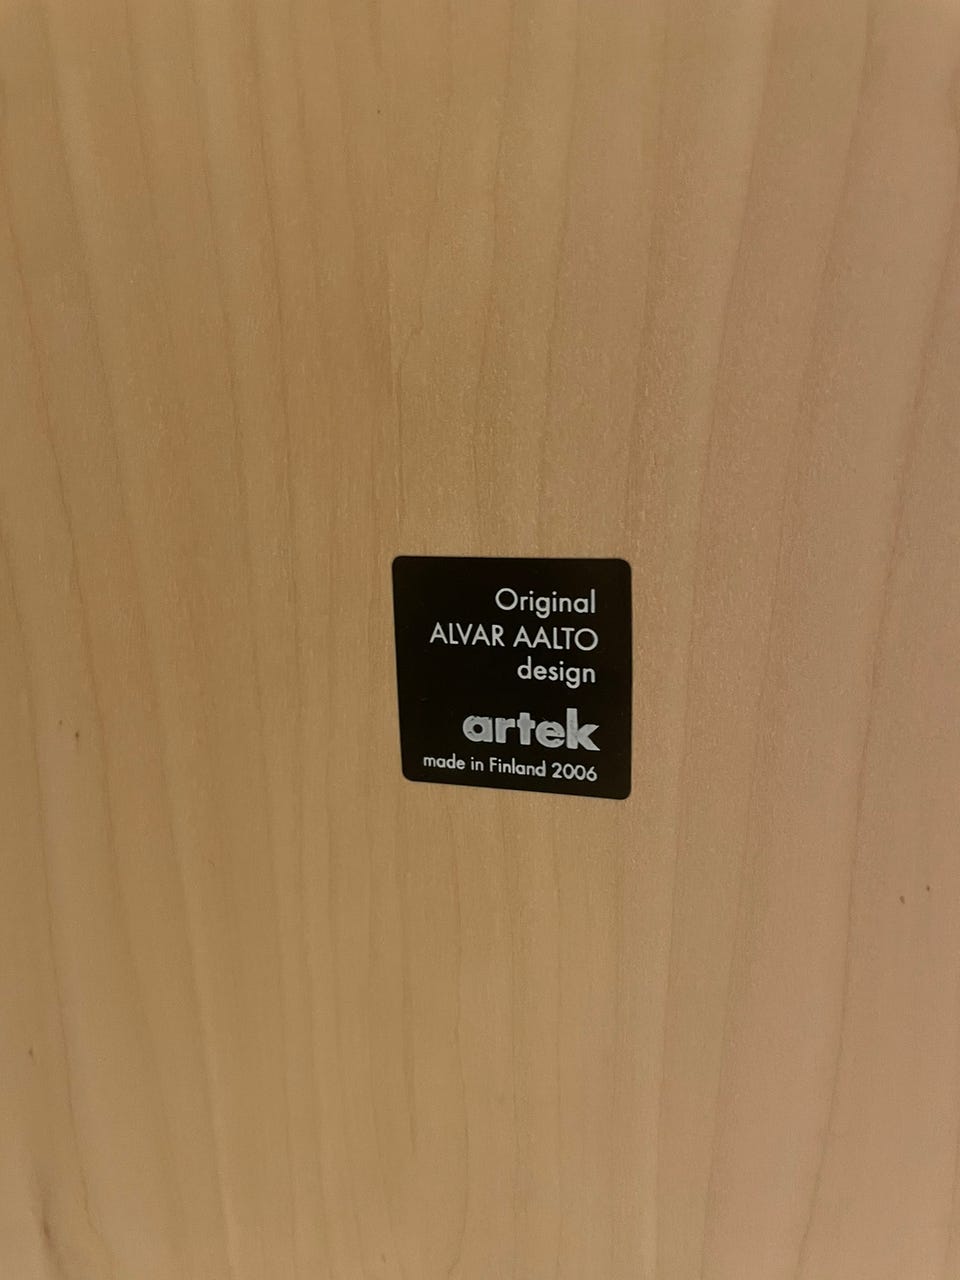 Original
ALVAR AALTO
design
artek
made in Finland 2006